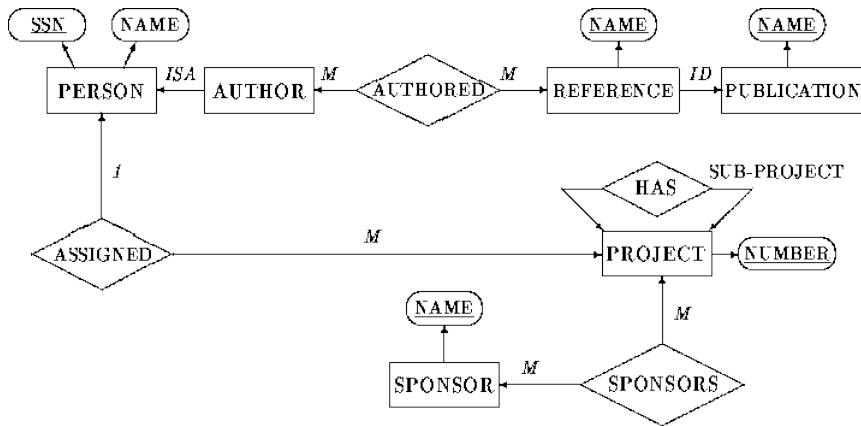 SSN
NAME
NAME
NAME
PERSON
ISA
AUTHOR
M
AUTHORED
M
REFERENCE
ID
PUBLICATION
1
HAS
SUB-PROJECT
ASSIGNED
M
PROJECT
NUMBER
NAME
M
SPONSOR
M
SPONSORS